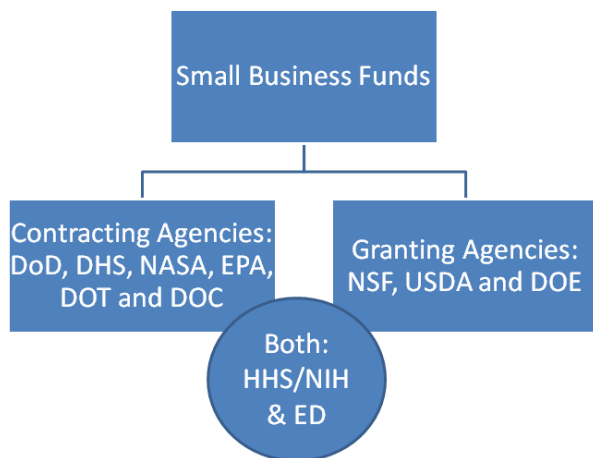 Small Business Funds
Contracting Agencies:
DoD, DHS, NASA, EPA,
DOT and DOC
Granting Agencies:
NSF, USDA and DOE
Both:
HHS/NIH
& ED